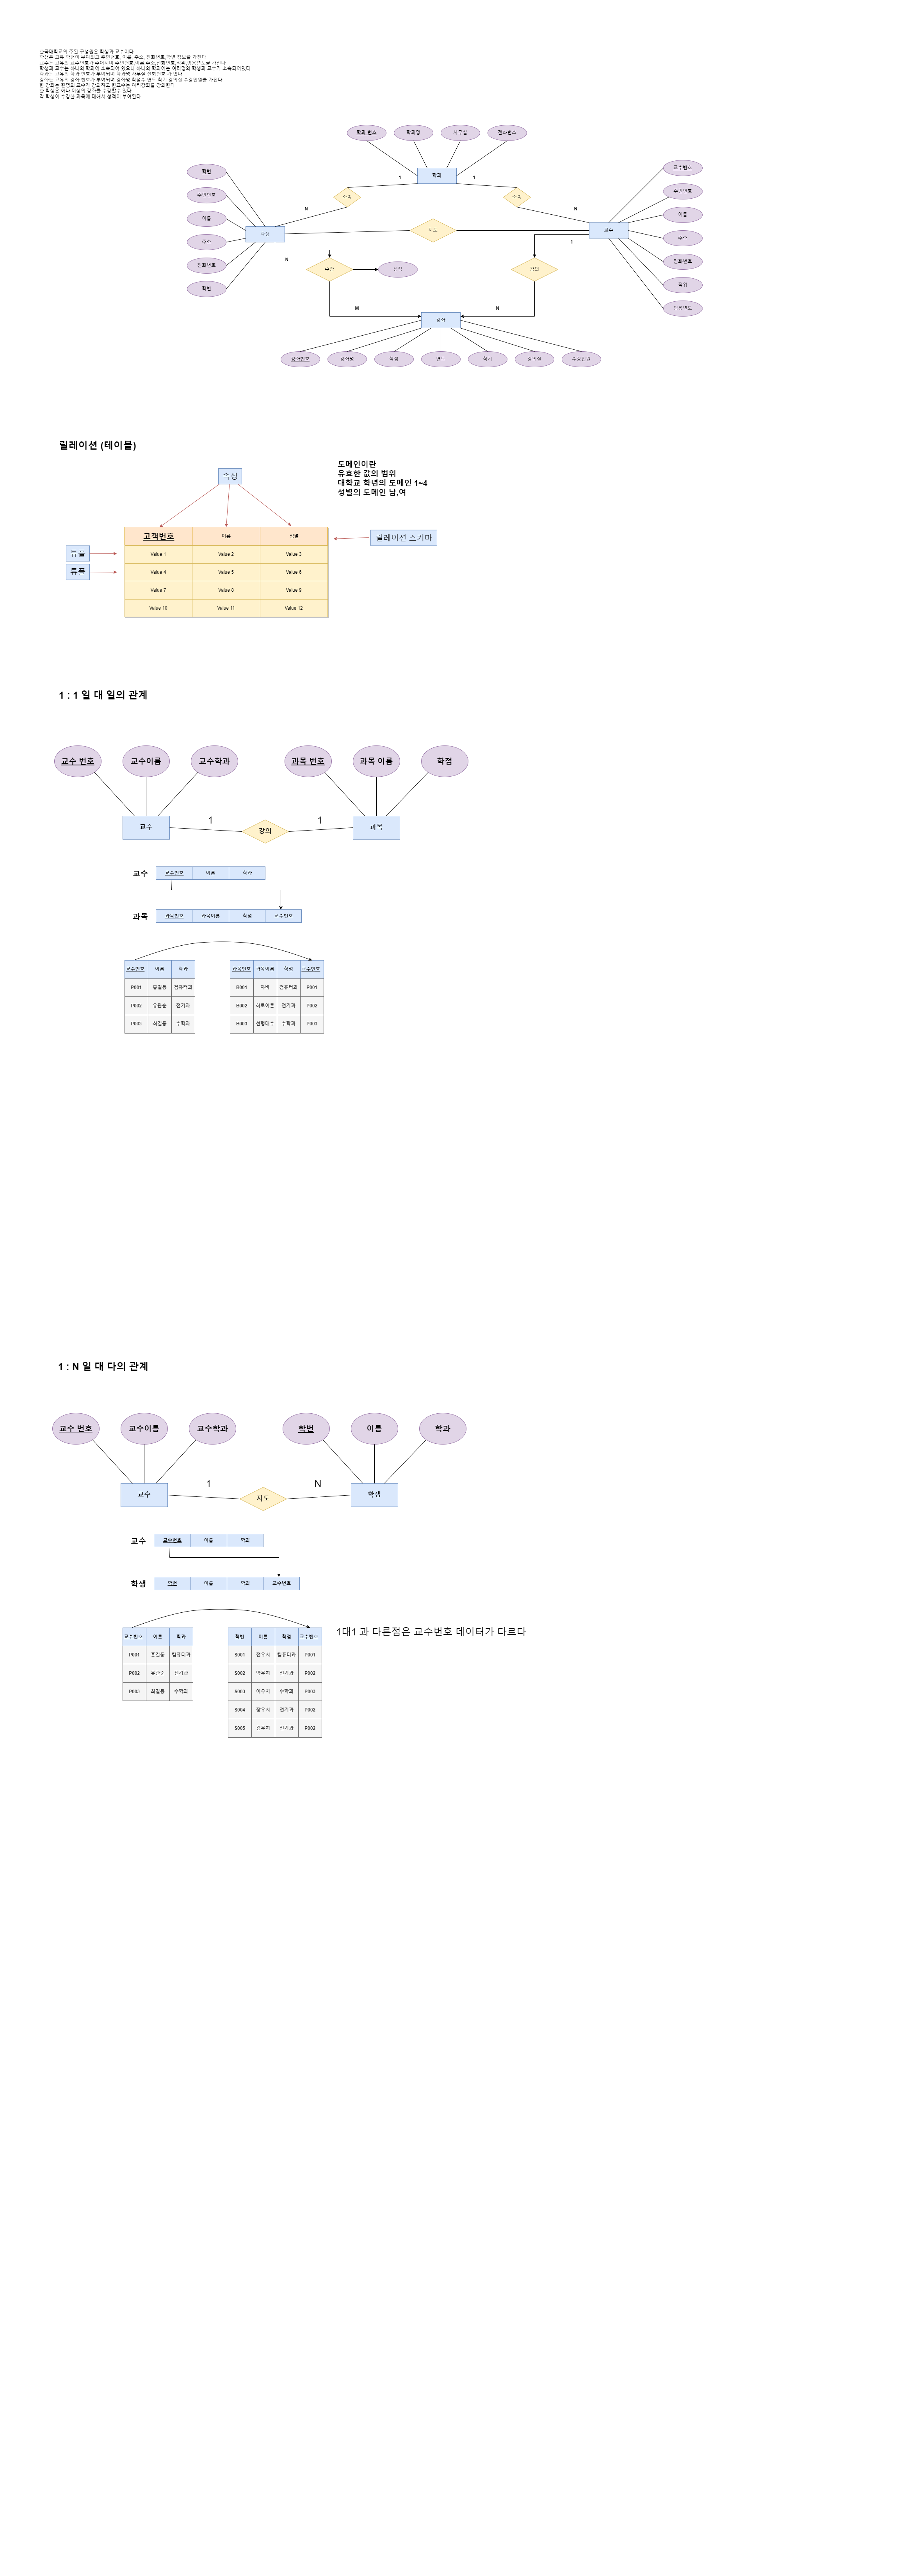 한국대학교의 주된 구성원은 학생과 교수이다
학생은 고유 학번이 부여되고 주민번호, 이름, 주소, 전화번호,학년 정보를 가진다
교수는 고유의 교수번호가 주어지며 주민번호,이름,주소,전화번호,직위,임용년도를 가진다
학생과 교수는 하나의 학과에 소속되어 있으나 하나의 학과에는 여러명의 학생과 교수가 소속되어있다
학과는 고유의 학과 번호가 부여되며 학과명 사무실 전화번호 가 있다
강좌는 고유의 강좌 번호가 부여되며 강좌명 학점수 연도 학기 강의실 수강인원을 가진다
한 강좌는 한명의 교수가 강의하고 한교수는 여러강좌를 강의한다
한 학생은 하나 이상의 강좌를 수강할수 있다
각 학생이 수강한 과목에 대해서 성적이 부여된다
학과 번호 학과명 사무실 전화번호
학과
1 1
소속 소속
N N
학번
주민번호
이름
주소
전화번호
학번
학생
지도
교수
교수번호
주민번호
이름
주소
전화번호
직위
임용년도
1
N
수강 성적 강의
M N
강좌
강좌번호 강좌명 학점 연도 학기 강의실 수강인원
릴레이션 (테이블)
도메인이란
유효한 값의 범위
대학교 학년의 도메인 1~4
성별의 도메인 남,여
속성
릴레이션 스키마
고객번호 이름 성별
튜플 Value 1 Value 2 Value 3
튜플 Value 4 Value 5 Value 6
Value 7 Value 8 Value 9
Value 10 Value 11 Value 12
1 : 1 일 대 일의 관계
교수 번호 교수이름 교수학과 과목 번호 과목 이름 학점
1 1
교수 강의 과목
교수 교수번호 이름 학과
과목 과목번호 과목이름 학점 교수번호
교수번호 이름 학과
P001 홍길동 컴퓨터과
P002 유관순 전기과
P003 최길동 수학과
과목번호 과목이름 학점 교수번호
B001 자바 컴퓨터과 P001
B002 회로이론 전기과 P002
B003 선형대수 수학과 P003
1 : N 일 대 다의 관계
교수 번호 교수이름 교수학과 학번 이름 학과
1 N
교수 지도 학생
교수 교수번호 이름 학과
학생 학번 이름 학과 교수번호
1대1 과 다른점은 교수번호 데이터가 다르다
교수번호 이름 학과
P001 홍길동 컴퓨터과
P002 유관순 전기과
P003 최길동 수학과
학번 이름 학점 교수번호
S001 전우치 컴퓨터과 P001
S002 박우치 전기과 P002
S003 이우치 수학과 P003
S004 정우치 전기과 P002
S005 김우치 전기과 P002